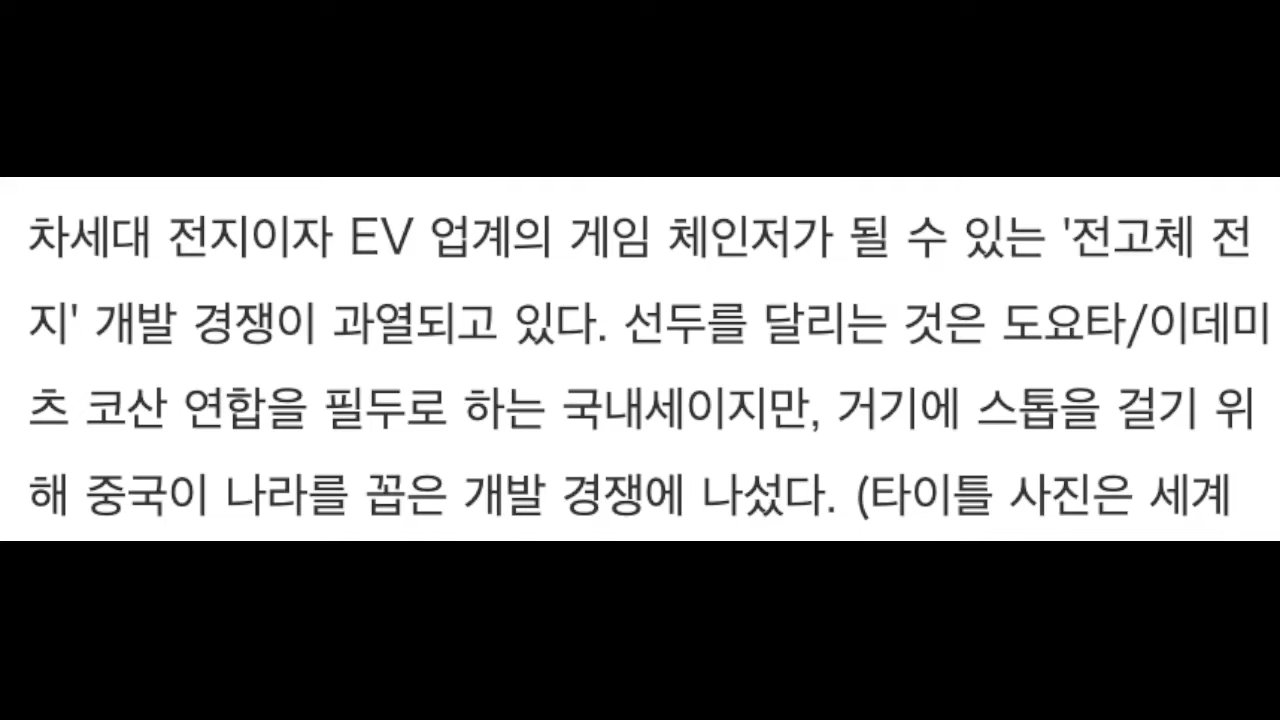 차세대 전지이자 EV 업계의 게임 체인저가 될 수 있는 '전고체 전
지' 개발 경쟁이 과열되고 있다. 선두를 달리는 것은 도요타/이데미
츠 코산 연합을 필두로 하는 국내세이지만, 거기에 스톱을 걸기 위
해 중국이 나라를 꼽은 개발 경쟁에 나섰다. (타이틀 사진은 세계